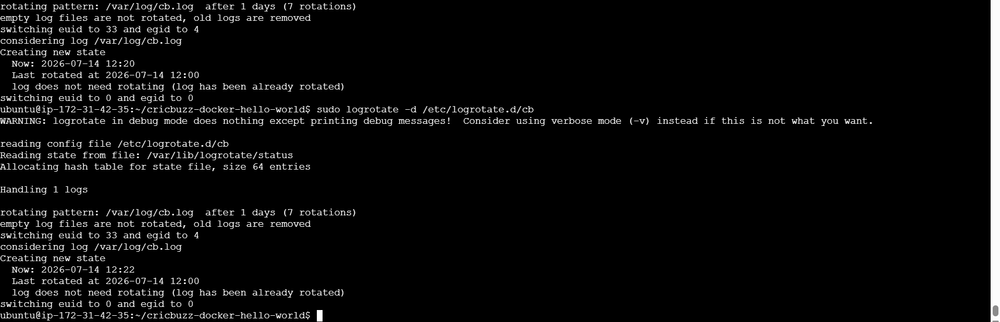 rotating pattern: /var/log/cb.log  after 1 days (7 rotations)
empty log files are not rotated, old logs are removed
switching euid to 33 and egid to 4
considering log /var/log/cb.log
Creating new state
  Now: 2026-07-14 12:20
  Last rotated at 2026-07-14 12:00
  log does not need rotating (log has been already rotated)
switching euid to 0 and egid to 0
ubuntu@ip-172-31-42-35:~/cricbuzz-docker-hello-world$ sudo logrotate -d /etc/logrotate.d/cb
WARNING: logrotate in debug mode does nothing except printing debug messages!  Consider using verbose mode (-v) instead if this is not what you want.

reading config file /etc/logrotate.d/cb
Reading state from file: /var/lib/logrotate/status
Allocating hash table for state file, size 64 entries

Handling 1 logs

rotating pattern: /var/log/cb.log  after 1 days (7 rotations)
empty log files are not rotated, old logs are removed
switching euid to 33 and egid to 4
considering log /var/log/cb.log
Creating new state
  Now: 2026-07-14 12:22
  Last rotated at 2026-07-14 12:00
  log does not need rotating (log has been already rotated)
switching euid to 0 and egid to 0
ubuntu@ip-172-31-42-35:~/cricbuzz-docker-hello-world$